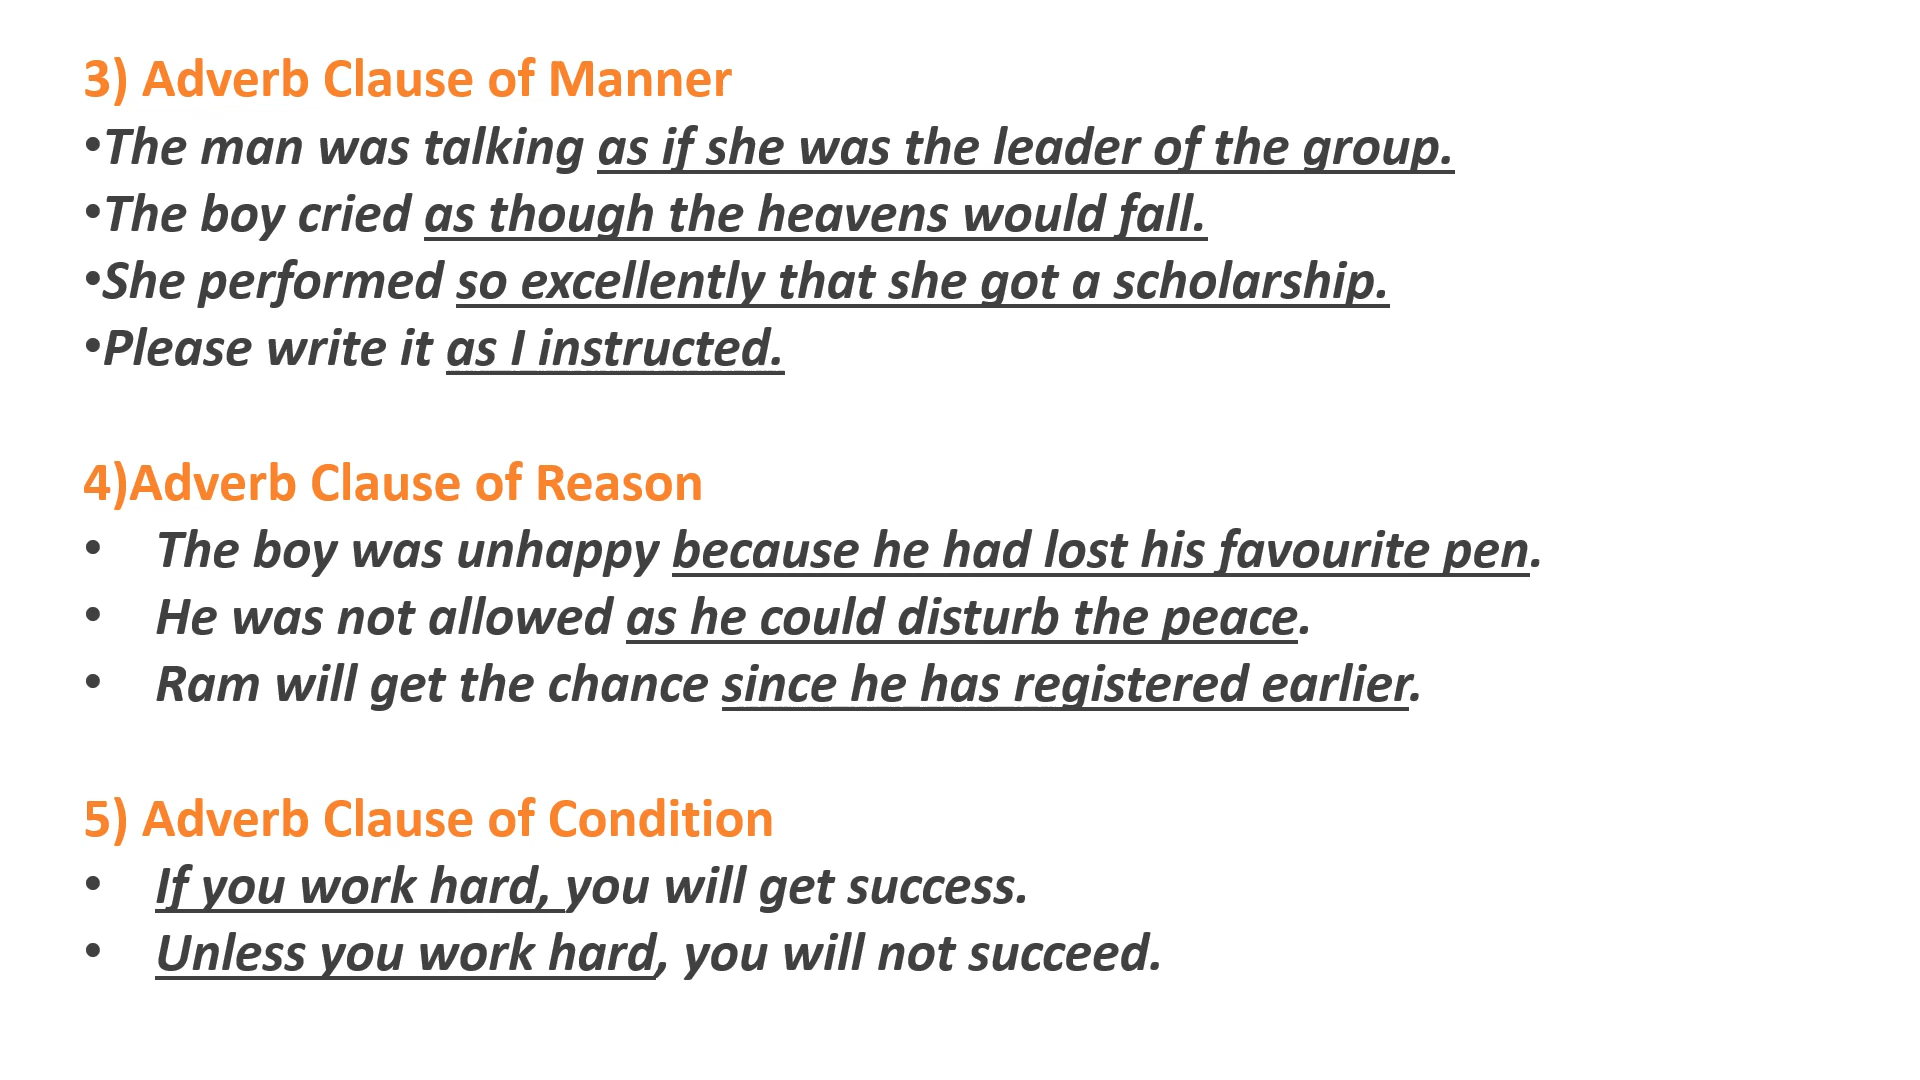 3) Adverb Clause of Manner
•The man was talking as if she was the leader of the group.
•The boy cried as though the heavens would fall.
•She performed so excellently that she got a scholarship.
•Please write it as I instructed.
4)Adverb Clause of Reason
• The boy was unhappy because he had lost his favourite pen.
• He was not allowed as he could disturb the peace.
• Ram will get the chance since he has registered earlier.
5) Adverb Clause of Condition
• If you work hard, you will get success.
• Unless you work hard, you will not succeed.